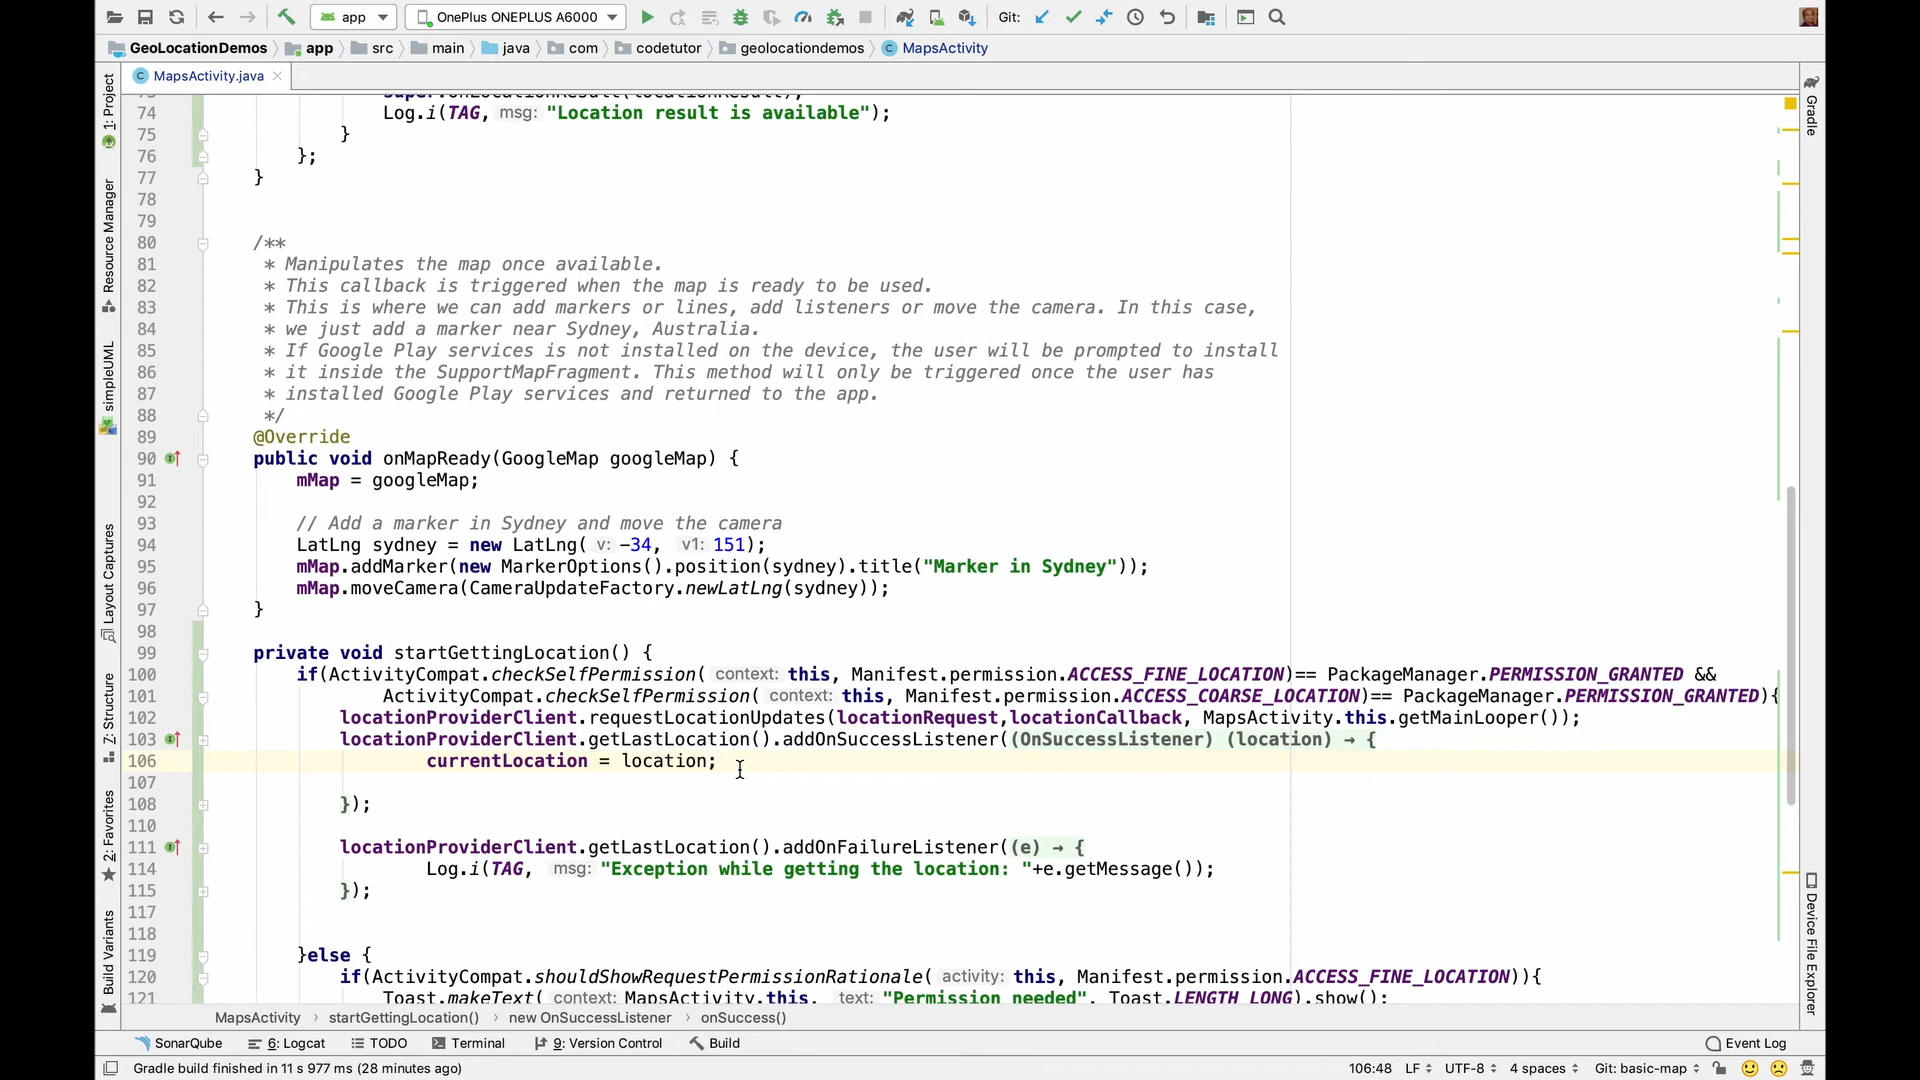 app
OnePlus ONEPLUS A6000
Git:
GeoLocationDemos
app
src
main
java
com
codetutor
geolocationdemos
MapsActivity
MapsActivity.java
74 Log.i(TAG, msg: "Location result is available");
75 }
76 };
77 }
78
79
80 /**
81 * Manipulates the map once available.
82 * This callback is triggered when the map is ready to be used.
83 * This is where we can add markers or lines, add listeners or move the camera. In this case,
84 * we just add a marker near Sydney, Australia.
85 * If Google Play services is not installed on the device, the user will be prompted to install
86 * it inside the SupportMapFragment. This method will only be triggered once the user has
87 * installed Google Play services and returned to the app.
88 */
89 @Override
90 public void onMapReady(GoogleMap googleMap) {
91 mMap = googleMap;
92
93 // Add a marker in Sydney and move the camera
94 LatLng sydney = new LatLng( v: -34, v1: 151);
95 mMap.addMarker(new MarkerOptions().position(sydney).title("Marker in Sydney"));
96 mMap.moveCamera(CameraUpdateFactory.newLatLng(sydney));
97 }
98
99 private void startGettingLocation() {
100 if(ActivityCompat.checkSelfPermission( context: this, Manifest.permission.ACCESS_FINE_LOCATION)== PackageManager.PERMISSION_GRANTED &&
101 ActivityCompat.checkSelfPermission( context: this, Manifest.permission.ACCESS_COARSE_LOCATION)== PackageManager.PERMISSION_GRANTED){
102 locationProviderClient.requestLocationUpdates(locationRequest,locationCallback, MapsActivity.this.getMainLooper());
103 locationProviderClient.getLastLocation().addOnSuccessListener((OnSuccessListener) (location) → {
106 currentLocation = location;
107
108 });
110
111 locationProviderClient.getLastLocation().addOnFailureListener((e) → {
114 Log.i(TAG, msg: "Exception while getting the location: "+e.getMessage());
115 });
117
118
119 }else {
120 if(ActivityCompat.shouldShowRequestPermissionRationale( activity: this, Manifest.permission.ACCESS_FINE_LOCATION)){
121 Toast.makeText( context: MapsActivity.this, text: "Permission needed", Toast.LENGTH_LONG).show();
1: Project
Resource Manager
simpleUML
Layout Captures
Z: Structure
2: Favorites
Build Variants
Gradle
Device File Explorer
MapsActivity › startGettingLocation() › new OnSuccessListener › onSuccess()
SonarQube
6: Logcat
TODO
Terminal
9: Version Control
Build
Event Log
Gradle build finished in 11 s 977 ms (28 minutes ago)
106:48
LF
UTF-8
4 spaces
Git: basic-map